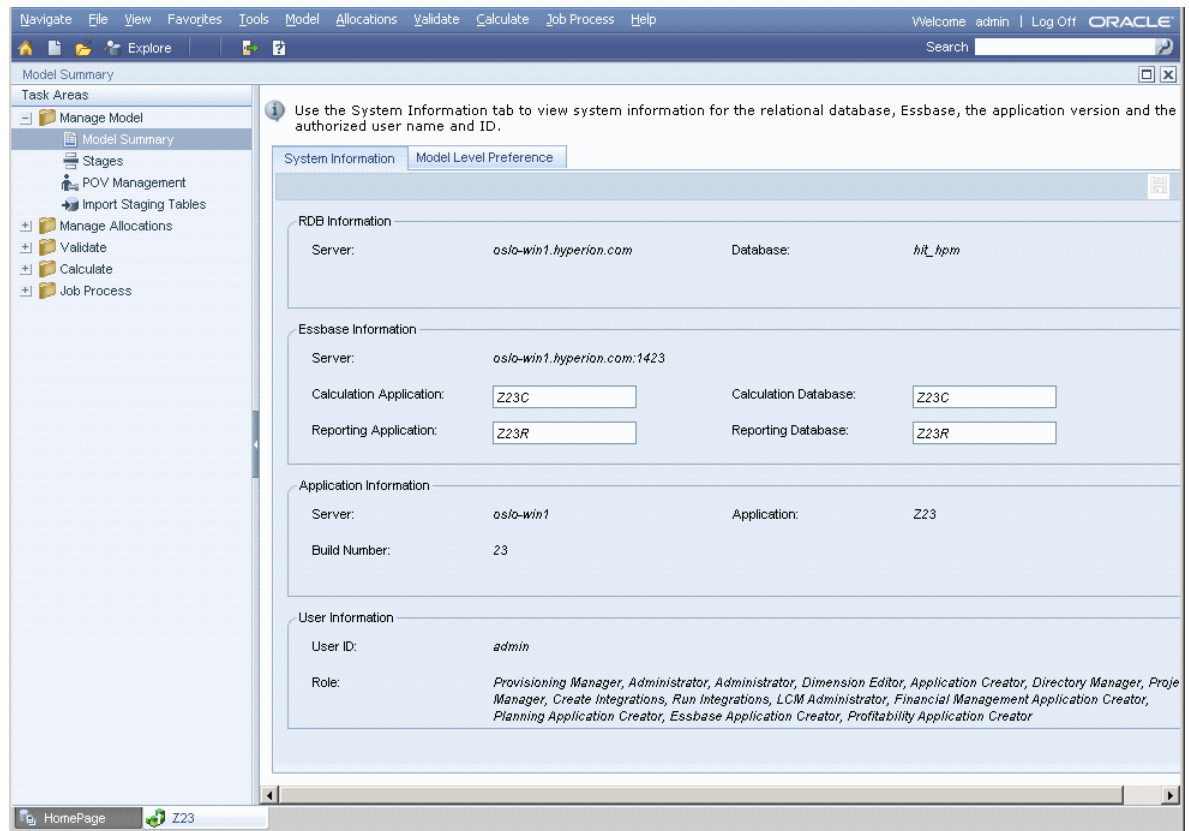 Navigate File View Favorites Tools Model Allocations Validate Calculate Job Process Help Welcome admin | Log Off ORACLE
Explore Search
Model Summary
Task Areas
Manage Model
Model Summary
Stages
POV Management
Import Staging Tables
Manage Allocations
Validate
Calculate
Job Process
Use the System Information tab to view system information for the relational database, Essbase, the application version and the
authorized user name and ID.
System Information Model Level Preference
RDB Information
Server: oslo-win1.hyperion.com Database: hit_hpm
Essbase Information
Server: oslo-win1.hyperion.com:1423
Calculation Application: Z23C Calculation Database: Z23C
Reporting Application: Z23R Reporting Database: Z23R
Application Information
Server: oslo-win1 Application: Z23
Build Number: 23
User Information
User ID: admin
Role: Provisioning Manager, Administrator, Administrator, Dimension Editor, Application Creator, Directory Manager, Proje
Manager, Create Integrations, Run Integrations, LCM Administrator, Financial Management Application Creator,
Planning Application Creator, Essbase Application Creator, Profitability Application Creator
HomePage Z23